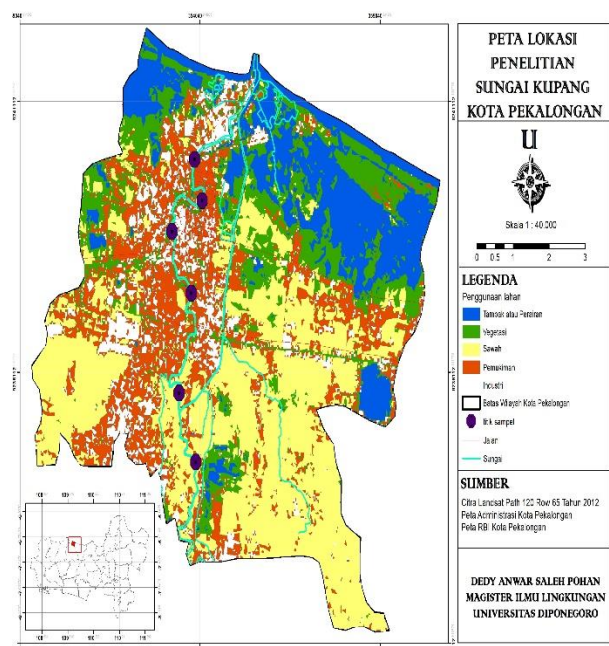 PETA LOKASI
PENELITIAN
SUNGAI KUPANG
KOTA PEKALONGAN
U
Skala 1 : 40.000
0 0.5 1 2 3
LEGENDA
Penggunaan lahan
Tambak atau Perairan
Vegetasi
Sawah
Pemukiman
Industri
Batas Wilayah Kota Pekalongan
titik sampel
Jalan
Sungai
SUMBER
Citra Landsat Path 120 Row 65 Tahun 2012
Peta Administrasi Kota Pekalongan
Peta RBI Kota Pekalongan
DEDY ANWAR SALEH POHAN
MAGISTER ILMU LINGKUNGAN
UNIVERSITAS DIPONEGORO